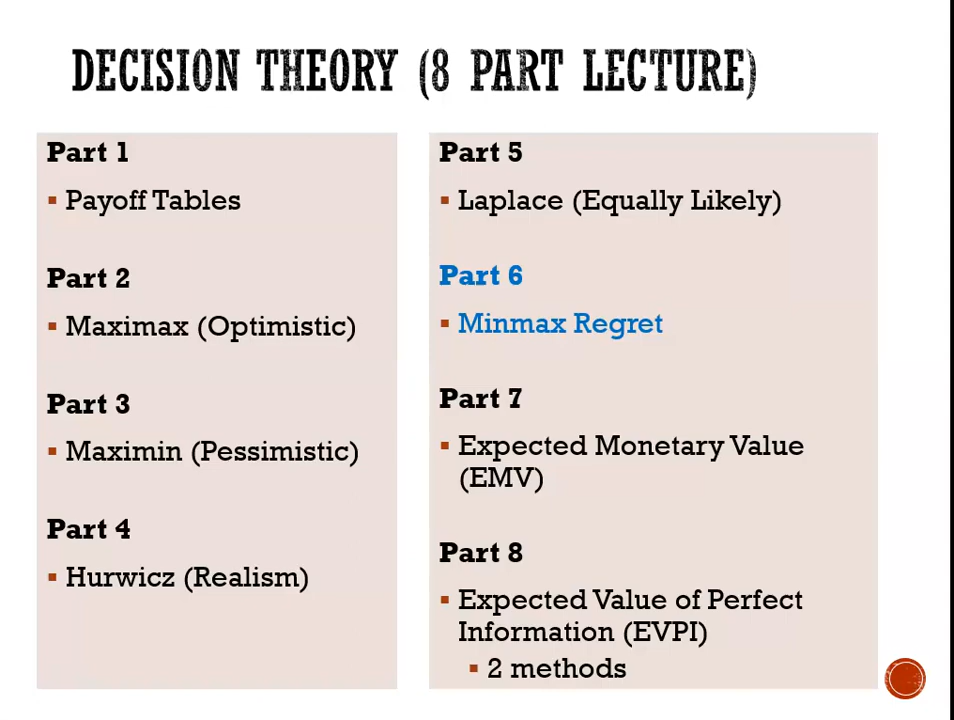 DECISION THEORY (8 PART LECTURE)
Part 1
▪ Payoff Tables
Part 2
▪ Maximax (Optimistic)
Part 3
▪ Maximin (Pessimistic)
Part 4
▪ Hurwicz (Realism)
Part 5
▪ Laplace (Equally Likely)
Part 6
▪ Minmax Regret
Part 7
▪ Expected Monetary Value
(EMV)
Part 8
▪ Expected Value of Perfect
Information (EVPI)
▪ 2 methods